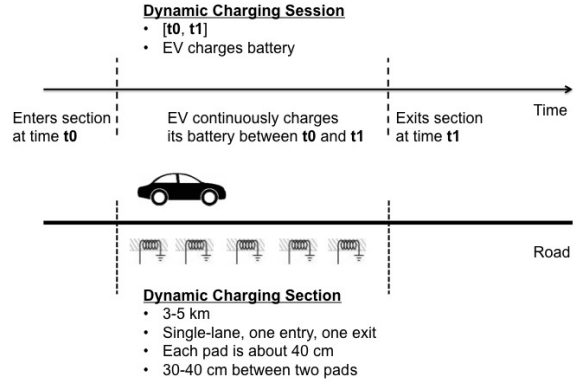 Dynamic Charging Session
• [t0, t1]
• EV charges battery
Time
Enters section
at time t0
EV continuously charges
its battery between t0 and t1
Exits section
at time t1
Road
Dynamic Charging Section
• 3-5 km
• Single-lane, one entry, one exit
• Each pad is about 40 cm
• 30-40 cm between two pads